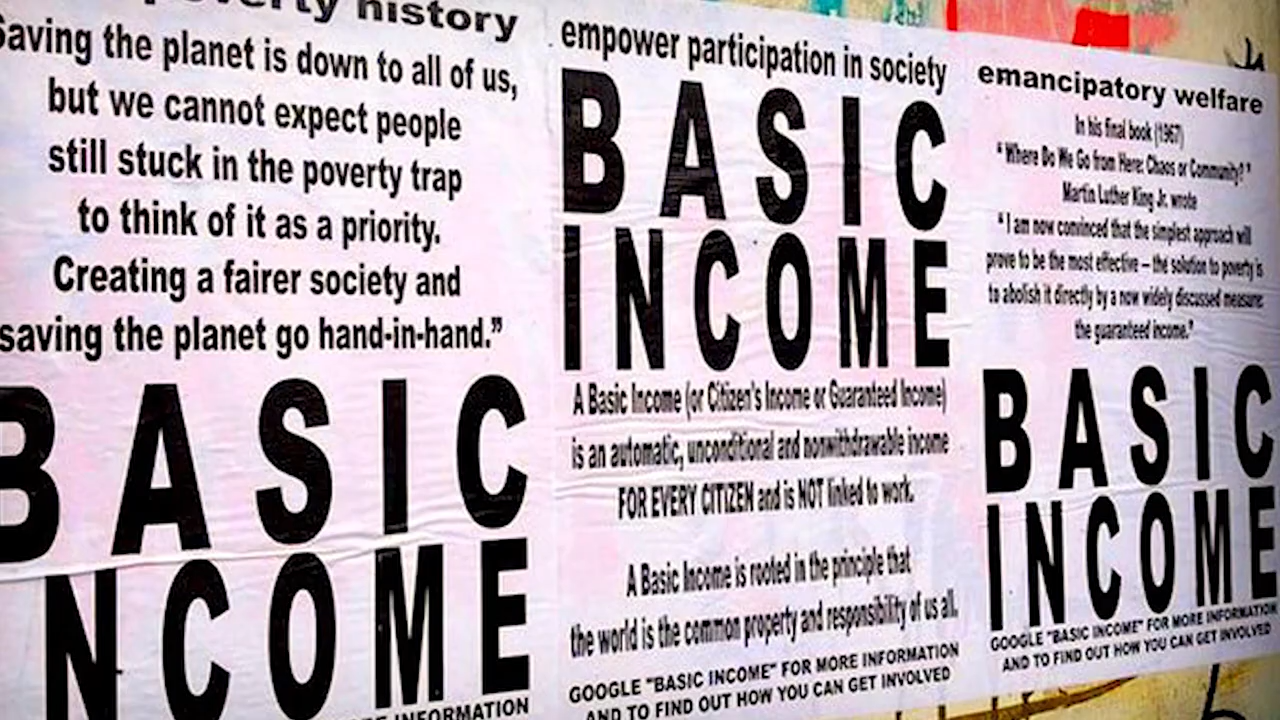 poverty history
Saving the planet is down to all of us,
but we cannot expect people
still stuck in the poverty trap
to think of it as a priority.
Creating a fairer society and
saving the planet go hand-in-hand."
BASIC
NCOME
INFORMATION
empower participation in society
BASIC
INCOME
A Basic Income (or Citizen's Income or Guaranteed Income)
is an automatic, unconditional and nonwithdrawable income
FOR EVERY CITIZEN and is NOT linked to work.
A Basic Income is rooted in the principle that
the world is the common property and responsibility of us all.
GOOGLE "BASIC INCOME" FOR MORE INFORMATION
AND TO FIND OUT HOW YOU CAN GET INVOLVED
emancipatory welfare
In his final book (1967)
"Where Do We Go from Here: Chaos or Community?"
Martin Luther King Jr. wrote
"I am now convinced that the simplest approach will
prove to be the most effective – the solution to poverty is
to abolish it directly by a now widely discussed measure:
the guaranteed income."
BASIC
INCOME
GOOGLE "BASIC INCOME" FOR MORE INFORMATION
AND TO FIND OUT HOW YOU CAN GET INVOLVED